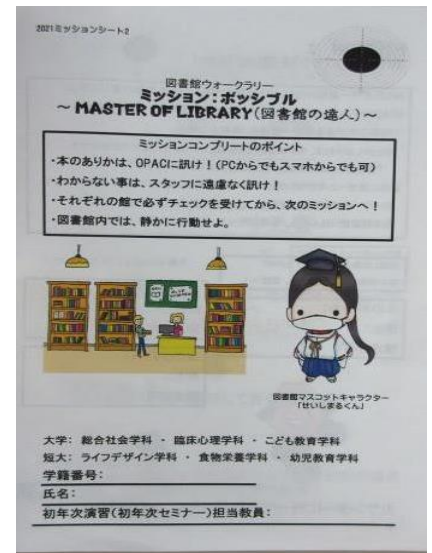 2021ミッションシート2
図書館ウォークラリー
ミッション:ポッシブル
～ MASTER OF LIBRARY(図書館の達人)～
ミッションコンプリートのポイント
・本のありかは、OPACに訊け!(PCからでもスマホからでも可)
・わからない事は、スタッフに遠慮なく訊け!
・それぞれの館で必ずチェックを受けてから、次のミッションへ!
・図書館内では、静かに行動せよ。
図書館マスコットキャラクター
「せいしまるくん」
大学: 総合社会学科 ・ 臨床心理学科 ・ こども教育学科
短大: ライフデザイン学科 ・ 食物栄養学科 ・ 幼児教育学科
学籍番号:
氏名:
初年次演習(初年次セミナー)担当教員: